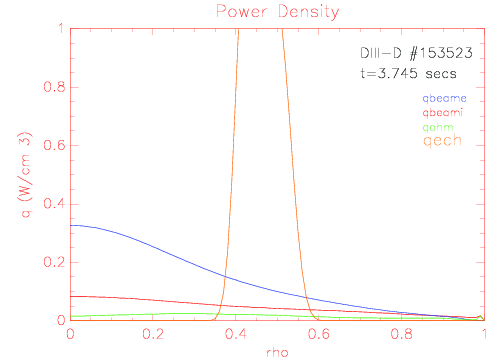 Power Density
1
0.8
0.6
0.4
0.2
0
q (W/cm 3)
DIII-D #153523
t=3.745 secs
qbeame
qbeami
qohm
qech
0 0.2 0.4 0.6 0.8 1
rho